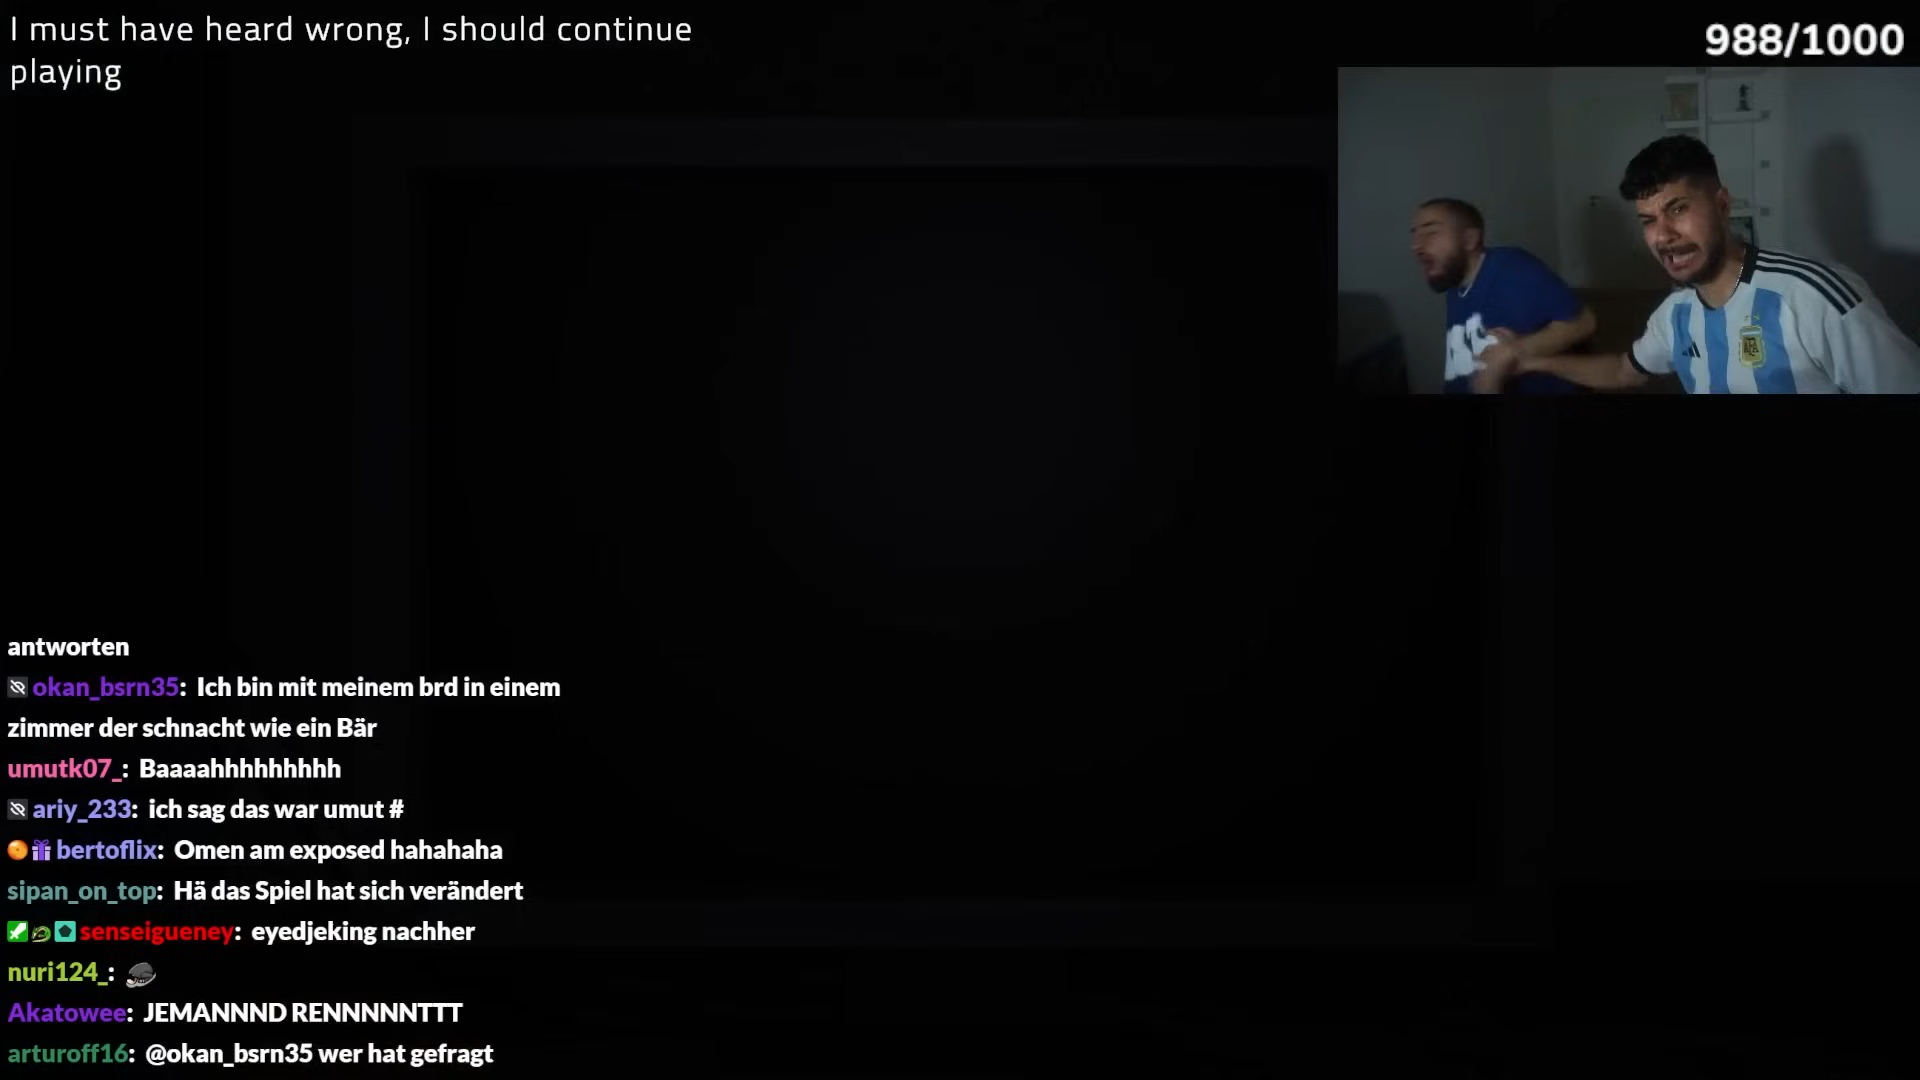 I must have heard wrong, I should continue
playing
988/1000
AFA
antworten
okan_bsrn35: Ich bin mit meinem brd in einem
zimmer der schnacht wie ein Bär
umutk07_: Baaaahhhhhhhhh
ariy_233: ich sag das war umut #
bertoflix: Omen am exposed hahahaha
sipan_on_top: Hä das Spiel hat sich verändert
senseigueney: eyedjeking nachher
nuri124_:
Akatowee: JEMANNND RENNNNNTTT
arturoff16: @okan_bsrn35 wer hat gefragt